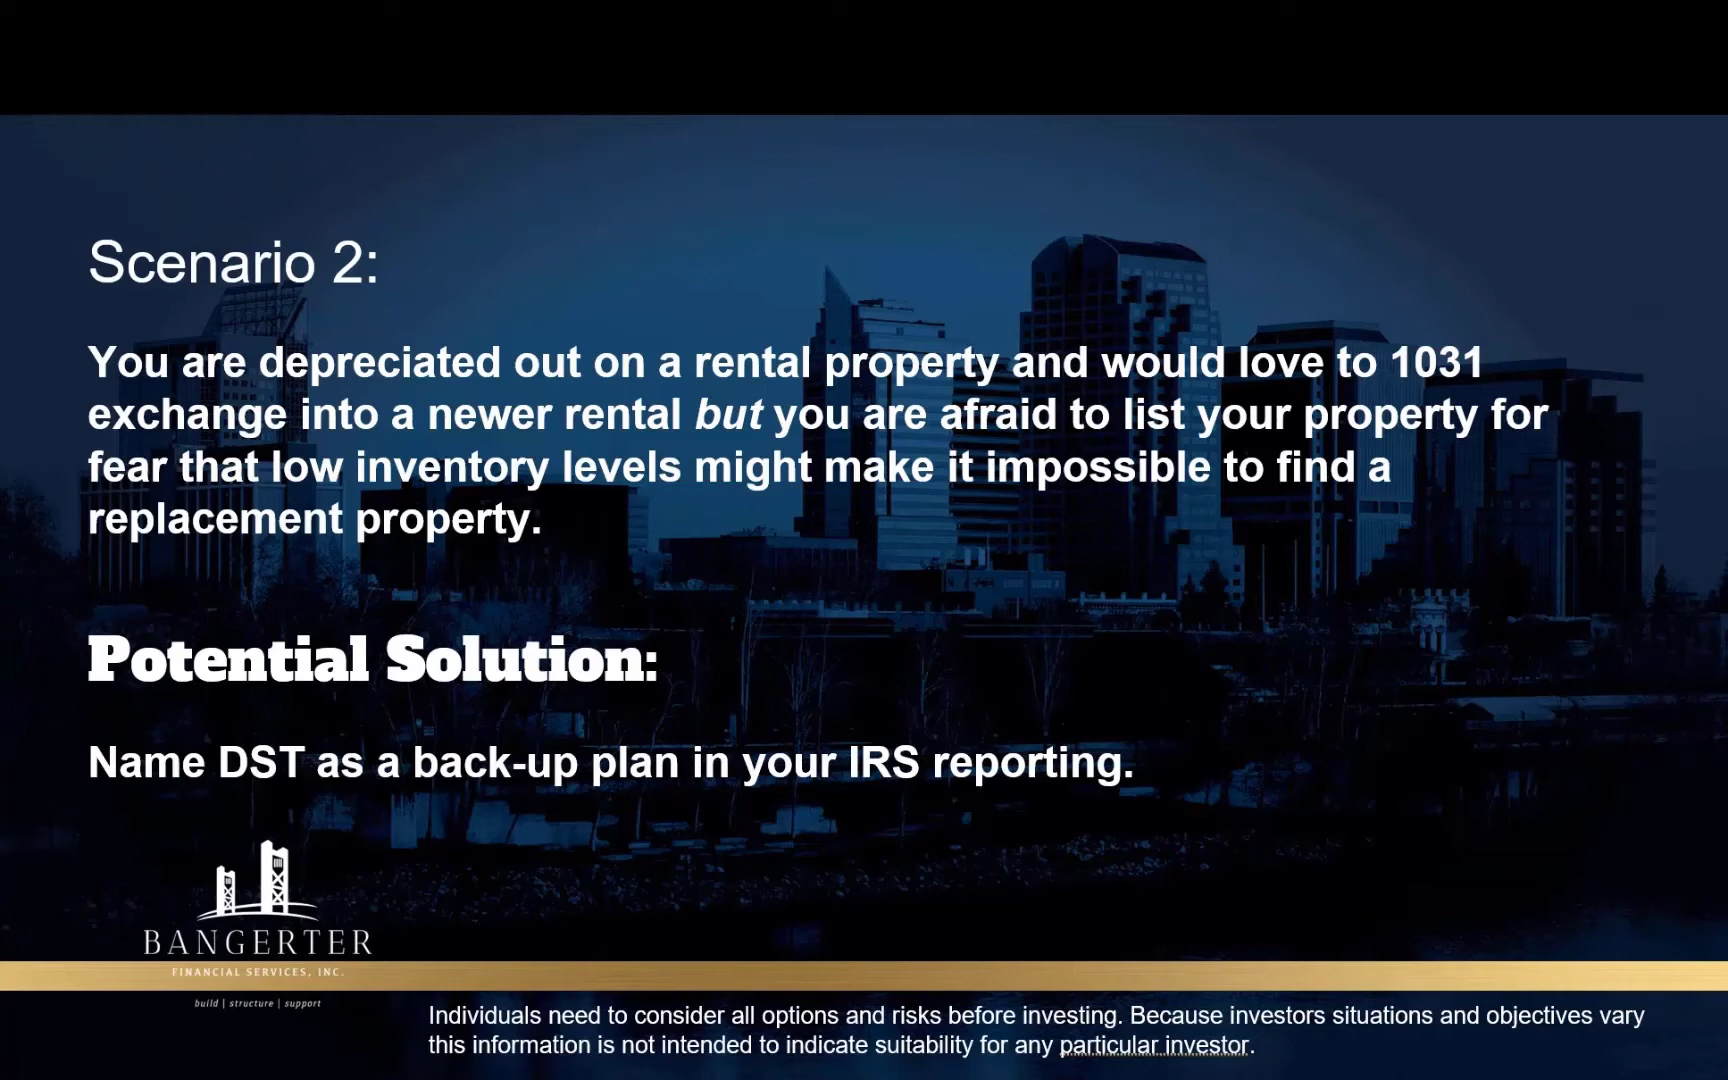 Scenario 2:
You are depreciated out on a rental property and would love to 1031
exchange into a newer rental but you are afraid to list your property for
fear that low inventory levels might make it impossible to find a
replacement property.
Potential Solution:
Name DST as a back-up plan in your IRS reporting.
BANGERTER
FINANCIAL SERVICES, INC.
build | structure | support
Individuals need to consider all options and risks before investing. Because investors situations and objectives vary
this information is not intended to indicate suitability for any particular investor.